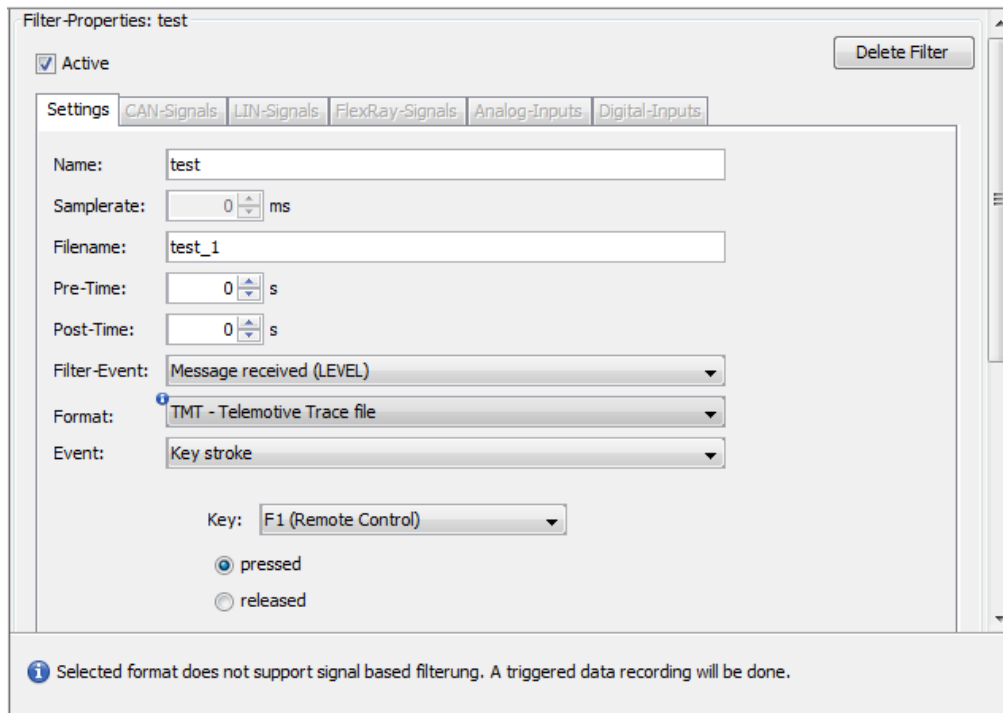 Filter-Properties: test
Delete Filter
Active
Settings CAN-Signals LIN-Signals FlexRay-Signals Analog-Inputs Digital-Inputs
Name: test
Samplerate: 0 ms
Filename: test_1
Pre-Time: 0 s
Post-Time: 0 s
Filter-Event: Message received (LEVEL)
Format: TMT - Telemotive Trace file
Event: Key stroke
Key: F1 (Remote Control)
pressed
released
Selected format does not support signal based filterung. A triggered data recording will be done.